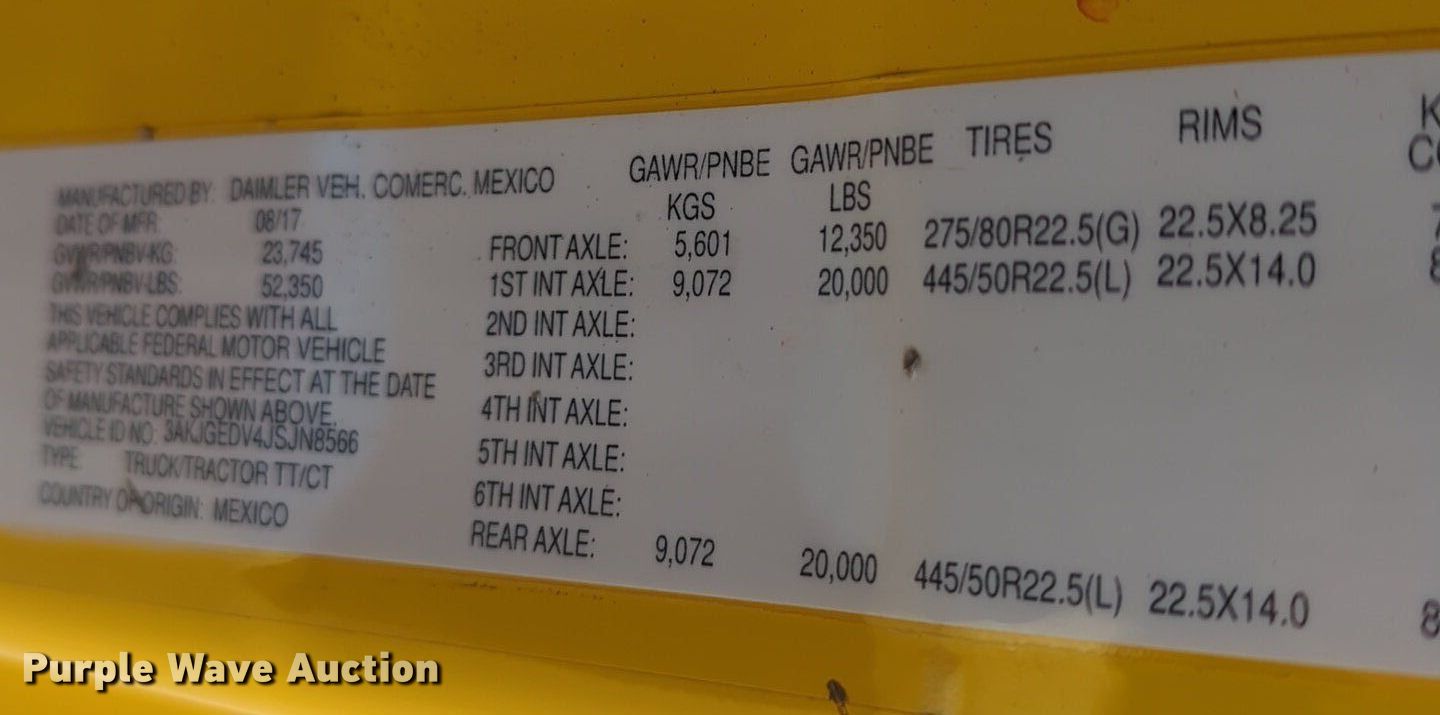 MANUFACTURED BY: DAIMLER VEH. COMERC. MEXICO
DATE OF MFR: 08/17
GVWR/PNBV-KG: 23,745
GVWR/PNBV-LBS: 52,350
THIS VEHICLE COMPLIES WITH ALL
APPLICABLE FEDERAL MOTOR VEHICLE
SAFETY STANDARDS IN EFFECT AT THE DATE
OF MANUFACTURE SHOWN ABOVE.
VEHICLE ID NO: 3AKJGEDV4JSJN8566
TYPE TRUCK/TRACTOR TT/CT
COUNTRY OF ORIGIN: MEXICO
GAWR/PNBE GAWR/PNBE TIRES RIMS
KGS LBS
FRONT AXLE: 5,601 12,350 275/80R22.5(G) 22.5X8.25
1ST INT AXLE: 9,072 20,000 445/50R22.5(L) 22.5X14.0
2ND INT AXLE:
3RD INT AXLE:
4TH INT AXLE:
5TH INT AXLE:
6TH INT AXLE:
REAR AXLE: 9,072 20,000 445/50R22.5(L) 22.5X14.0
Purple Wave Auction